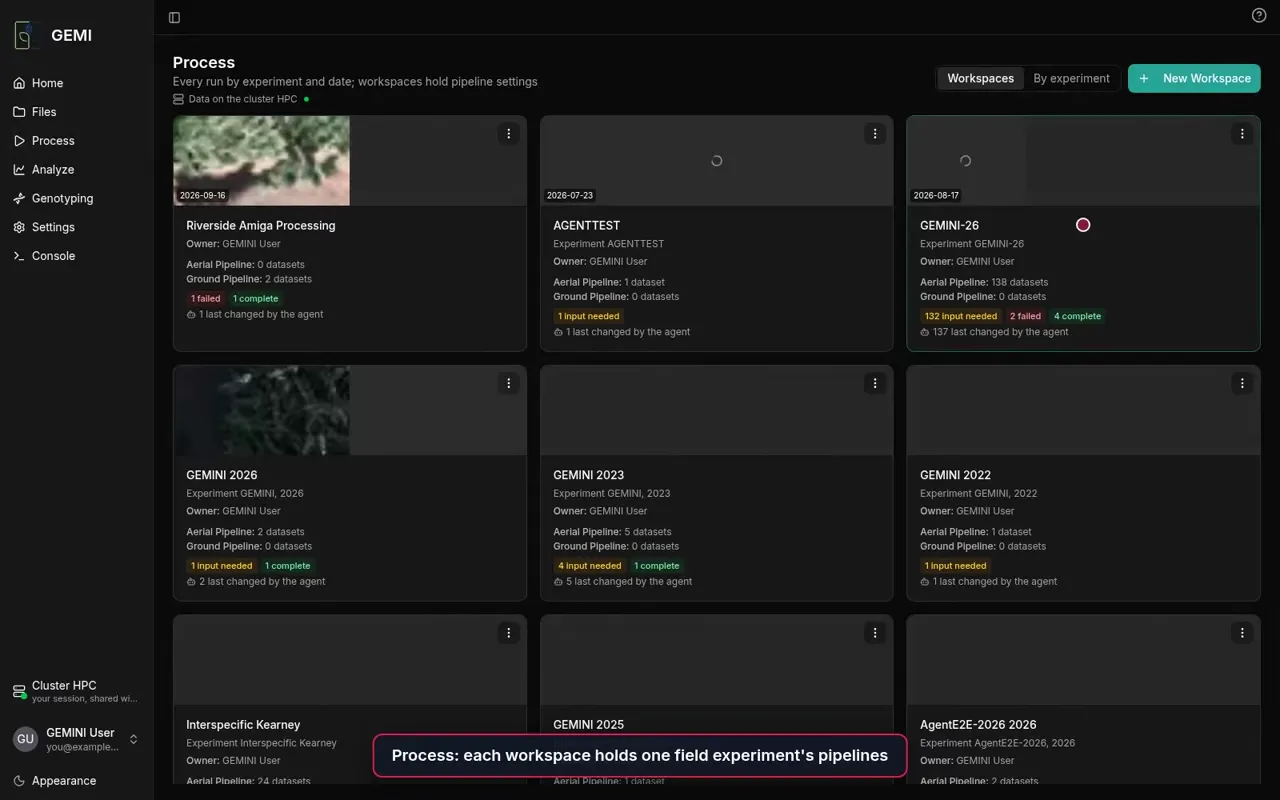 GEMI
Home
Files
Process
Analyze
Genotyping
Settings
Console
Cluster HPC
your session, shared wi...
GU
GEMINI User
you@example...
Appearance
Process
Every run by experiment and date; workspaces hold pipeline settings
Data on the cluster HPC
Workspaces
By experiment
+ New Workspace
2026-09-16
Riverside Amiga Processing
Owner: GEMINI User
Aerial Pipeline: 0 datasets
Ground Pipeline: 2 datasets
1 failed 1 complete
1 last changed by the agent
2026-07-23
AGENTTEST
Experiment AGENTTEST
Owner: GEMINI User
Aerial Pipeline: 1 dataset
Ground Pipeline: 0 datasets
1 input needed
1 last changed by the agent
2026-08-17
GEMINI-26
Experiment GEMINI-26
Owner: GEMINI User
Aerial Pipeline: 138 datasets
Ground Pipeline: 0 datasets
132 input needed 2 failed 4 complete
137 last changed by the agent
GEMINI 2026
Experiment GEMINI, 2026
Owner: GEMINI User
Aerial Pipeline: 2 datasets
Ground Pipeline: 0 datasets
1 input needed 1 complete
2 last changed by the agent
GEMINI 2023
Experiment GEMINI, 2023
Owner: GEMINI User
Aerial Pipeline: 5 datasets
Ground Pipeline: 0 datasets
4 input needed 1 complete
5 last changed by the agent
GEMINI 2022
Experiment GEMINI, 2022
Owner: GEMINI User
Aerial Pipeline: 1 dataset
Ground Pipeline: 0 datasets
1 input needed
1 last changed by the agent
Interspecific Kearney
Experiment Interspecific Kearney
Owner: GEMINI User
Aerial Pipeline: 24 datasets
GEMINI 2025
Aerial Pipeline: 1 dataset
AgentE2E-2026 2026
Experiment AgentE2E-2026, 2026
Owner: GEMINI User
Aerial Pipeline: 2 datasets
Process: each workspace holds one field experiment's pipelines